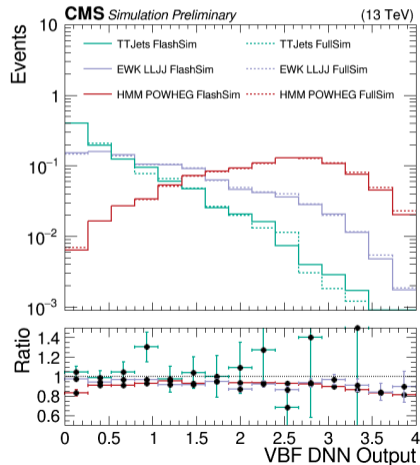 CMS Simulation Preliminary (13 TeV)
Events
TTJets FlashSim TTJets FullSim
EWK LLJJ FlashSim EWK LLJJ FullSim
HMM POWHEG FlashSim HMM POWHEG FullSim
10
1
10⁻¹
10⁻²
10⁻³
Ratio
1.4
1.2
1
0.8
0.6
0 0.5 1 1.5 2 2.5 3 3.5 4
VBF DNN Output